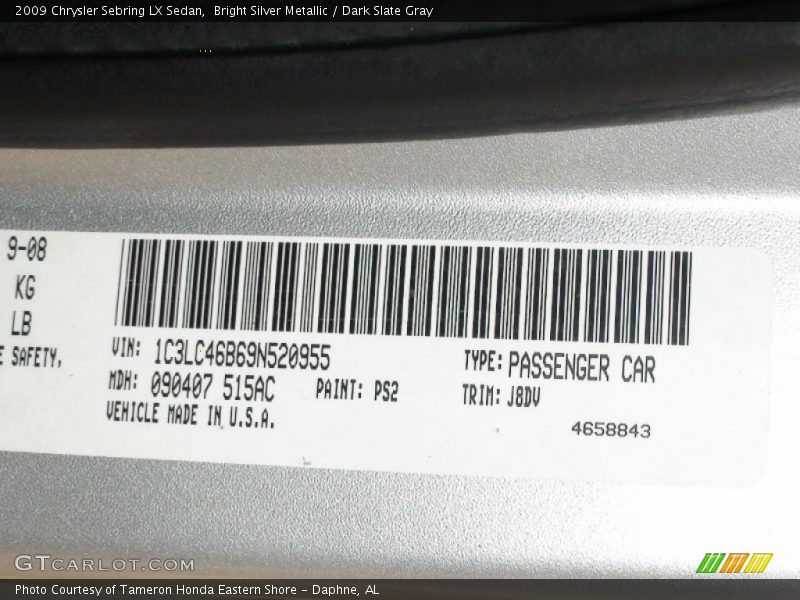 2009 Chrysler Sebring LX Sedan,  Bright Silver Metallic / Dark Slate Gray
9-08
KG
LB
E SAFETY,
VIN: 1C3LC46B69N520955 TYPE: PASSENGER CAR
MDH: 090407 515AC PAINT: PS2 TRIM: J8DV
VEHICLE MADE IN U.S.A. 4658843
GTCARLOT.COM
Photo Courtesy of Tameron Honda Eastern Shore - Daphne, AL